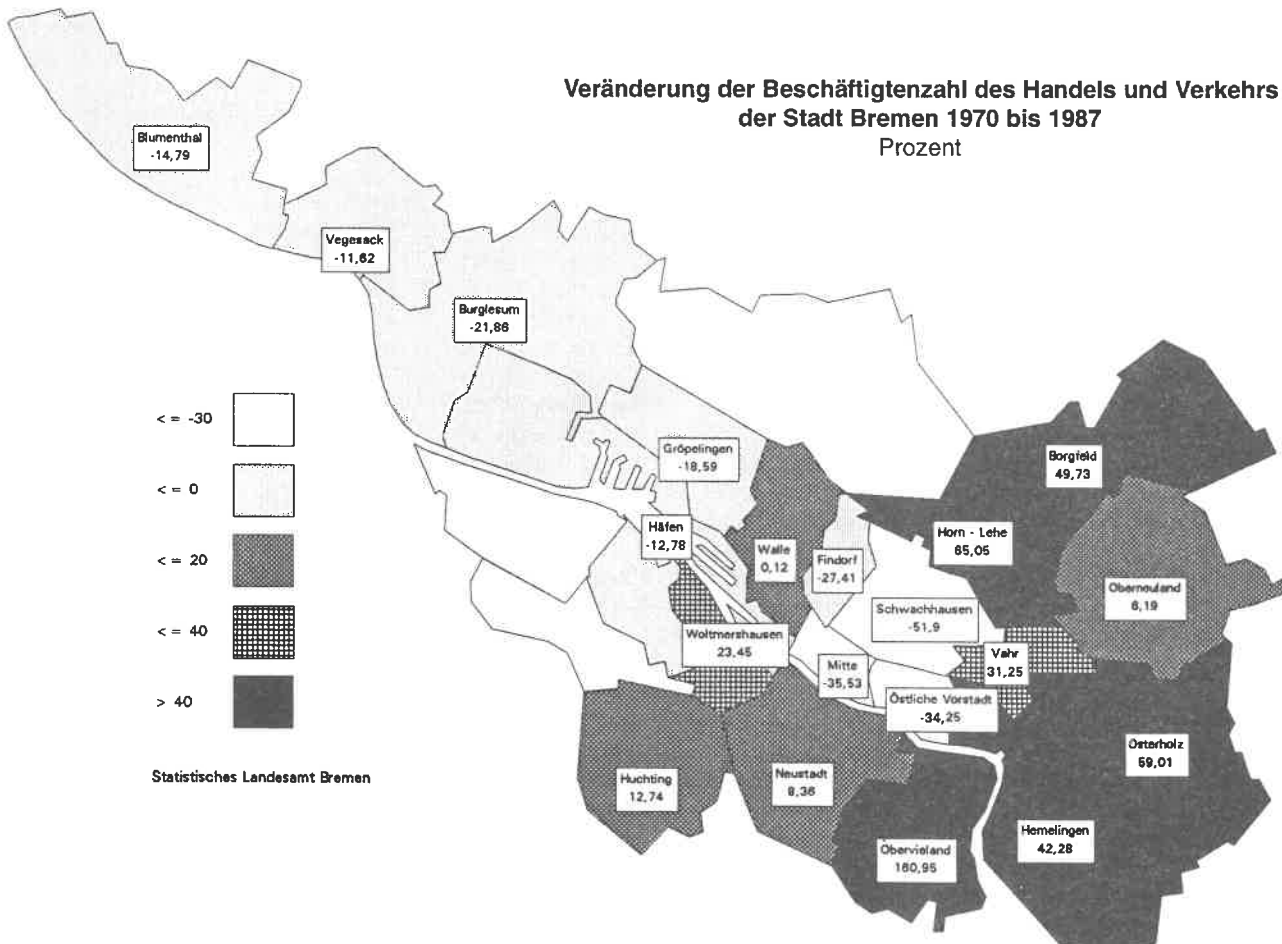 Veränderung der Beschäftigtenzahl des Handels und Verkehrs
der Stadt Bremen 1970 bis 1987
Prozent
Blumenthal
-14,79
Vegesack
-11,62
Burglesum
-21,86
Gröpelingen
-18,59
Häfen
-12,78
Walle
0,12
Findorf
-27,41
Borgfeld
49,73
Horn - Lehe
65,05
Oberneuland
6,19
Schwachhausen
-51,9
Woltmershausen
23,45
Mitte
-35,53
Vahr
31,25
Östliche Vorstadt
-34,25
Osterholz
59,01
Huchting
12,74
Neustadt
8,36
Obervieland
160,95
Hemelingen
42,28
< = -30
< = 0
< = 20
< = 40
> 40
Statistisches Landesamt Bremen